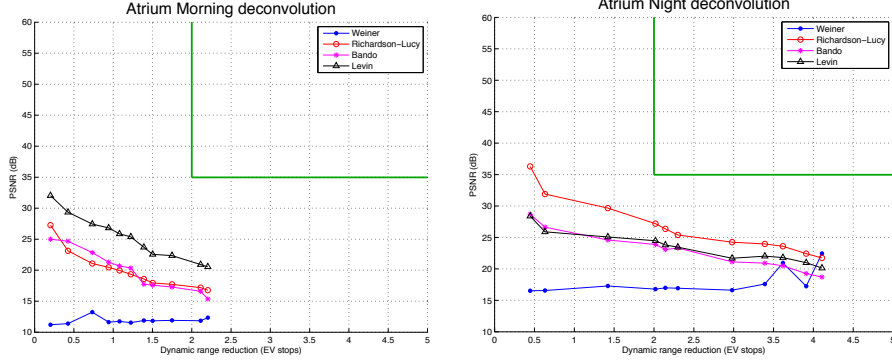 Atrium Morning deconvolution
60
55
50
45
40
35
30
25
20
15
10
PSNR (dB)
Weiner
Richardson−Lucy
Bando
Levin
0 0.5 1 1.5 2 2.5 3 3.5 4 4.5 5
Dynamic range reduction (EV stops)
Atrium Night deconvolution
60
55
50
45
40
35
30
25
20
15
10
PSNR (dB)
Weiner
Richardson−Lucy
Bando
Levin
0 0.5 1 1.5 2 2.5 3 3.5 4 4.5 5
Dynamic range reduction (EV stops)